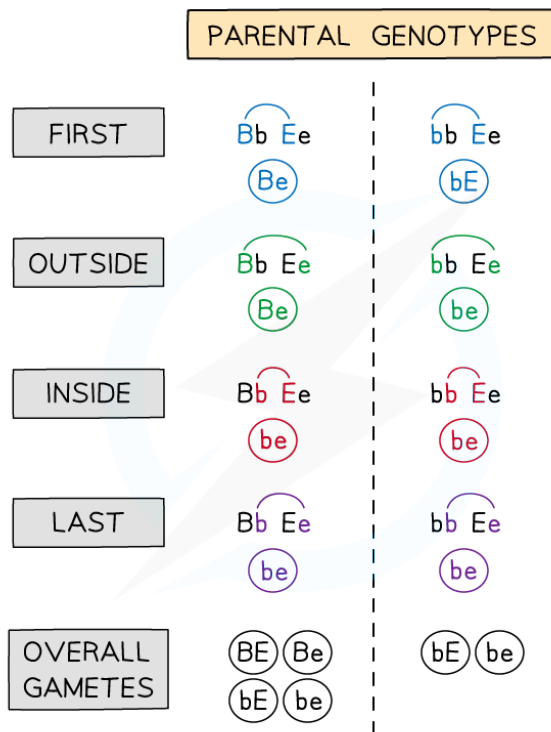 PARENTAL GENOTYPES
FIRST
Bb Ee
bb Ee
Be
bE
OUTSIDE
Bb Ee
bb Ee
Be
be
INSIDE
Bb Ee
bb Ee
be
be
LAST
Bb Ee
bb Ee
be
be
OVERALL
GAMETES
BE Be
bE be
bE be